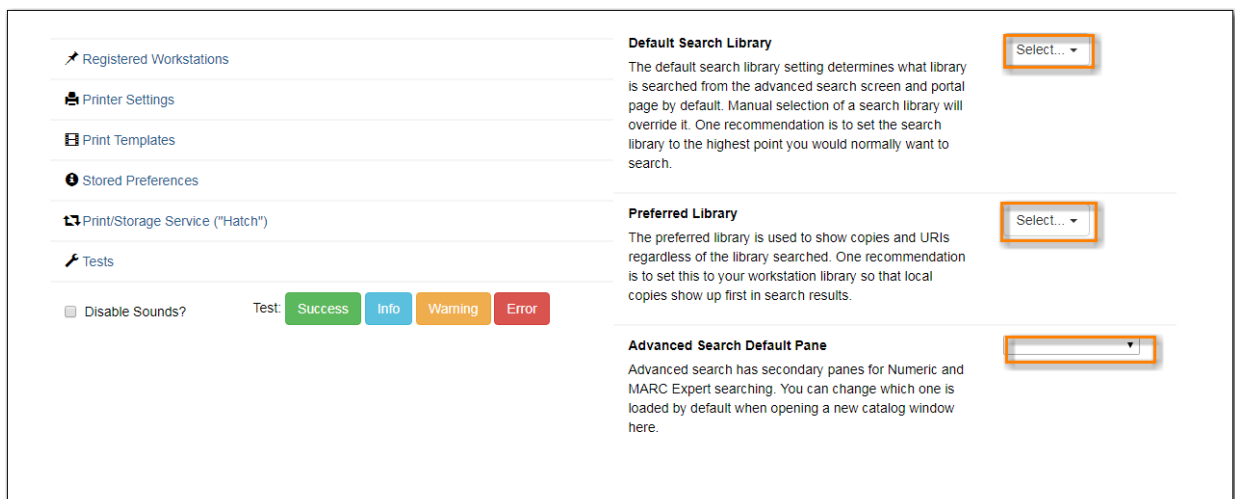 Registered Workstations
Printer Settings
Print Templates
Stored Preferences
Print/Storage Service ("Hatch")
Tests
Disable Sounds? Test: Success Info Warning Error
Default Search Library
Select...
The default search library setting determines what library
is searched from the advanced search screen and portal
page by default. Manual selection of a search library will
override it. One recommendation is to set the search
library to the highest point you would normally want to
search.
Preferred Library
Select...
The preferred library is used to show copies and URIs
regardless of the library searched. One recommendation
is to set this to your workstation library so that local
copies show up first in search results.
Advanced Search Default Pane
Advanced search has secondary panes for Numeric and
MARC Expert searching. You can change which one is
loaded by default when opening a new catalog window
here.